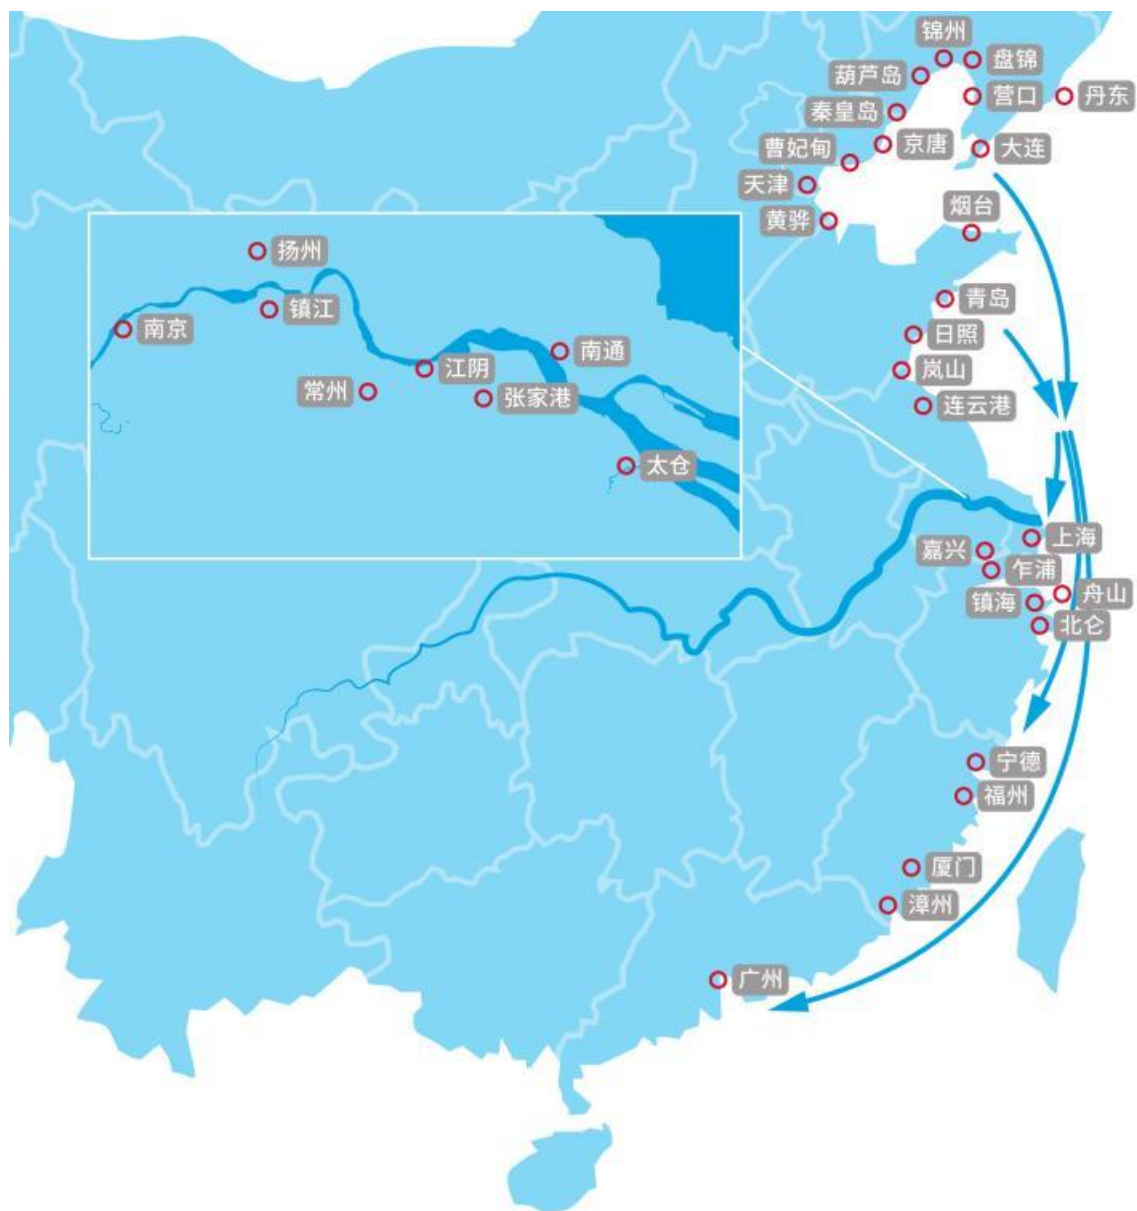 锦州
盘锦
葫芦岛
营口
丹东
秦皇岛
京唐
大连
曹妃甸
天津
黄骅
烟台
扬州
青岛
镇江
南京
日照
南通
江阴
岚山
常州
张家港
连云港
太仓
上海
嘉兴
乍浦
舟山
镇海
北仑
宁德
福州
厦门
漳州
广州